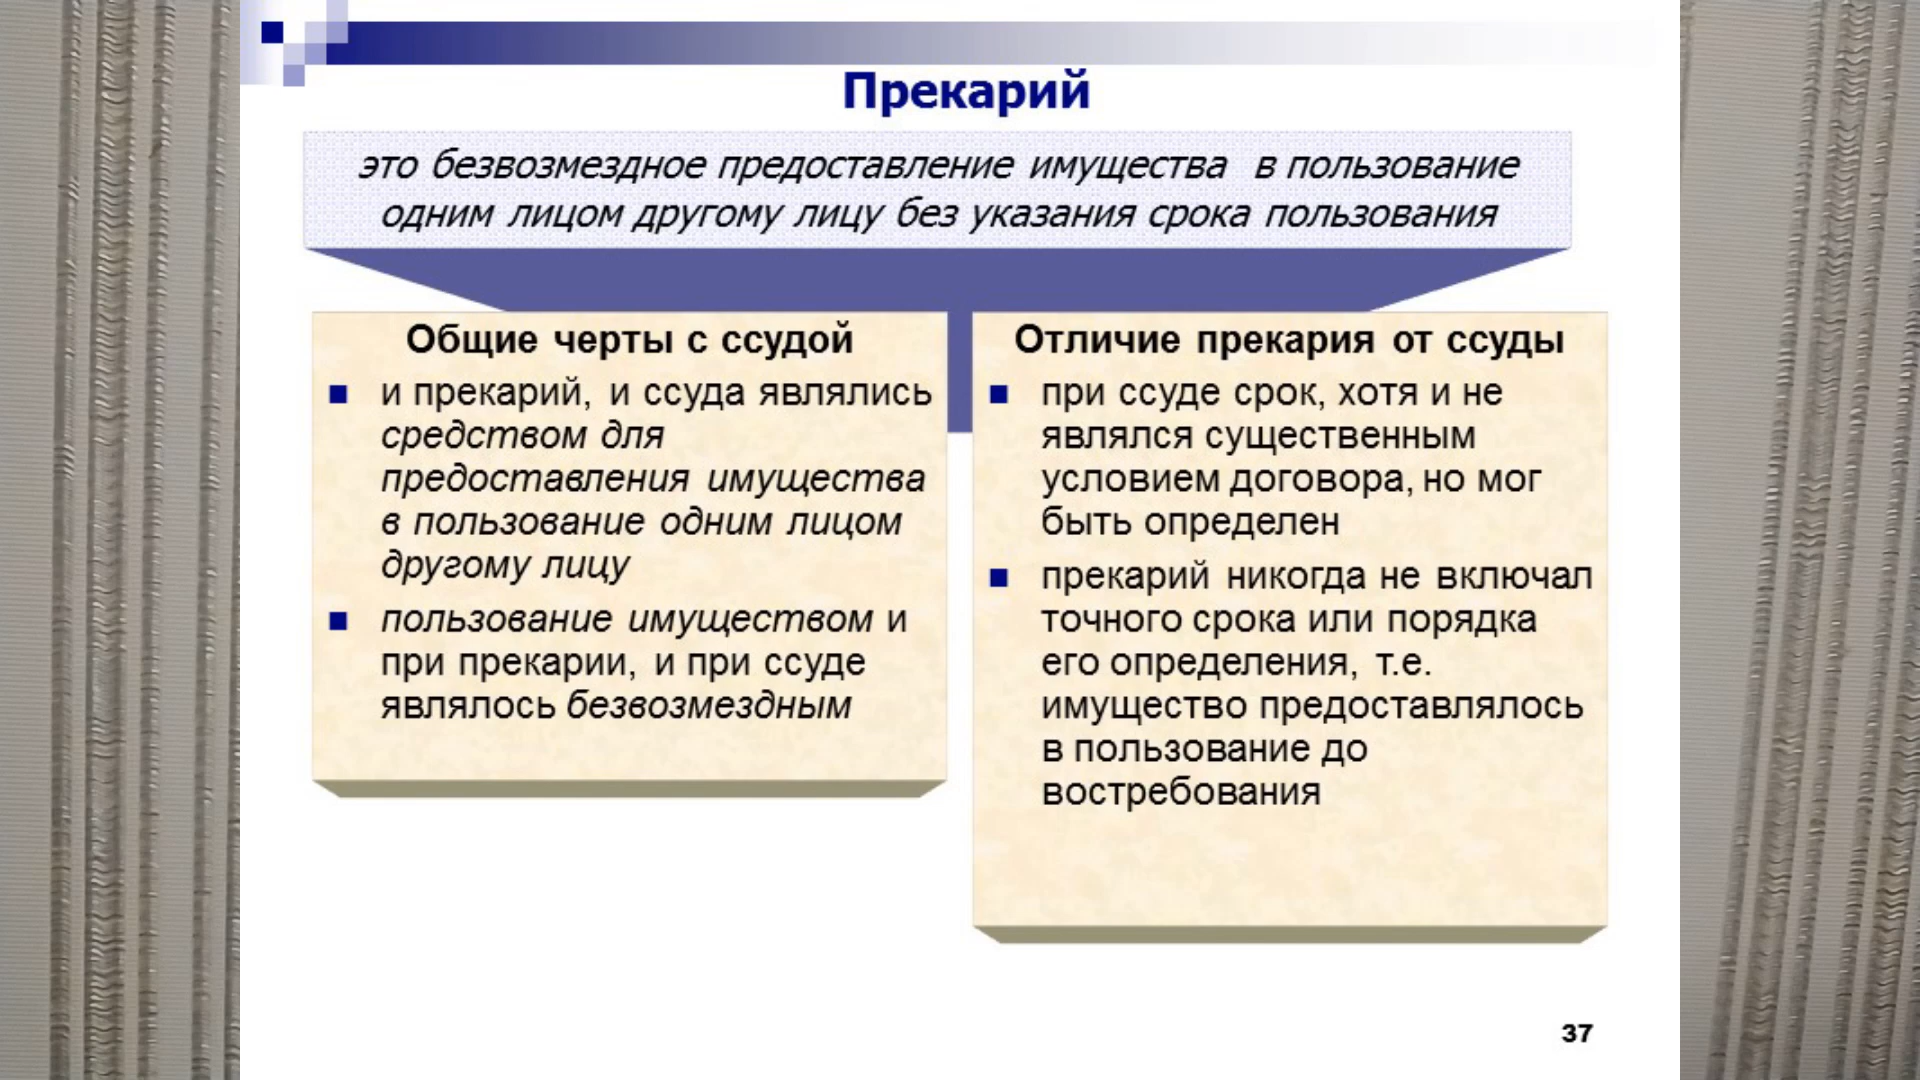 Прекарий
это безвозмездное предоставление имущества в пользование
одним лицом другому лицу без указания срока пользования
Общие черты с ссудой
и прекарий, и ссуда являлись
средством для
предоставления имущества
в пользование одним лицом
другому лицу
пользование имуществом и
при прекарии, и при ссуде
являлось безвозмездным
Отличие прекария от ссуды
при ссуде срок, хотя и не
являлся существенным
условием договора, но мог
быть определен
прекарий никогда не включал
точного срока или порядка
его определения, т.е.
имущество предоставлялось
в пользование до
востребования
37